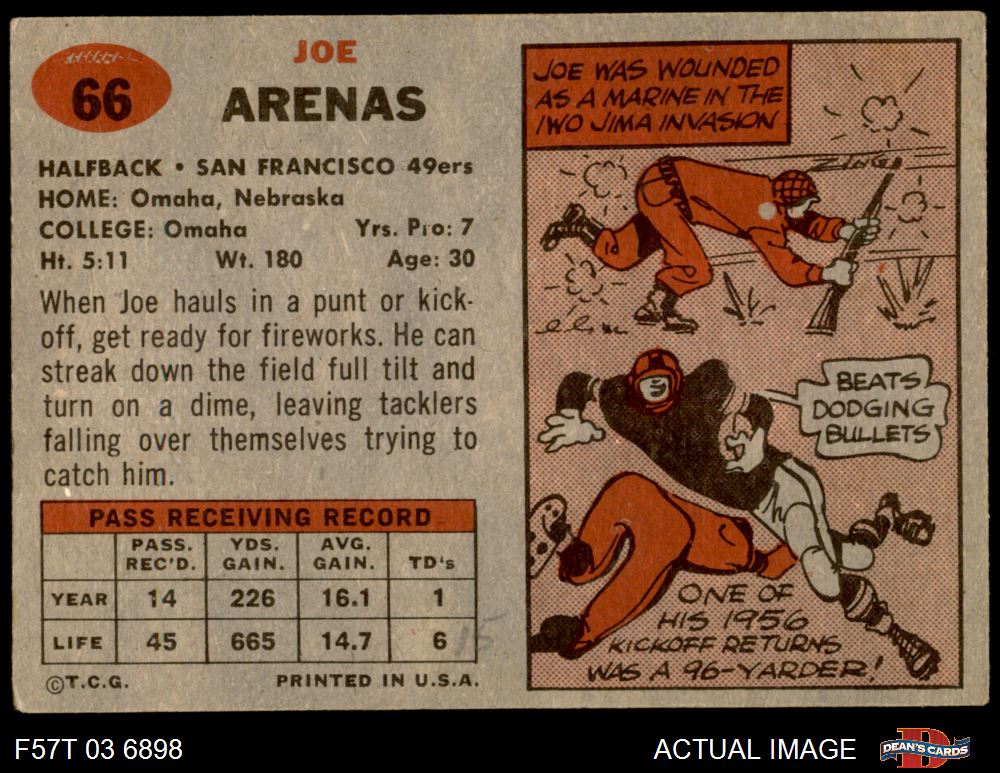 66
JOE
ARENAS
HALFBACK • SAN FRANCISCO 49ers
HOME: Omaha, Nebraska
COLLEGE: Omaha Yrs. Pro: 7
Ht. 5:11 Wt. 180 Age: 30
When Joe hauls in a punt or kick-
off, get ready for fireworks. He can
streak down the field full tilt and
turn on a dime, leaving tacklers
falling over themselves trying to
catch him.
PASS RECEIVING RECORD
PASS. REC'D. YDS. GAIN. AVG. GAIN. TD's
YEAR 14 226 16.1 1
LIFE 45 665 14.7 6
15
©T.C.G. PRINTED IN U.S.A.
JOE WAS WOUNDED
AS A MARINE IN THE
IWO JIMA INVASION
ZING
BEATS
DODGING
BULLETS
ONE OF
HIS 1956
KICKOFF RETURNS
WAS A 96-YARDER!
F57T 03 6898 ACTUAL IMAGE
DEAN'S CARDS